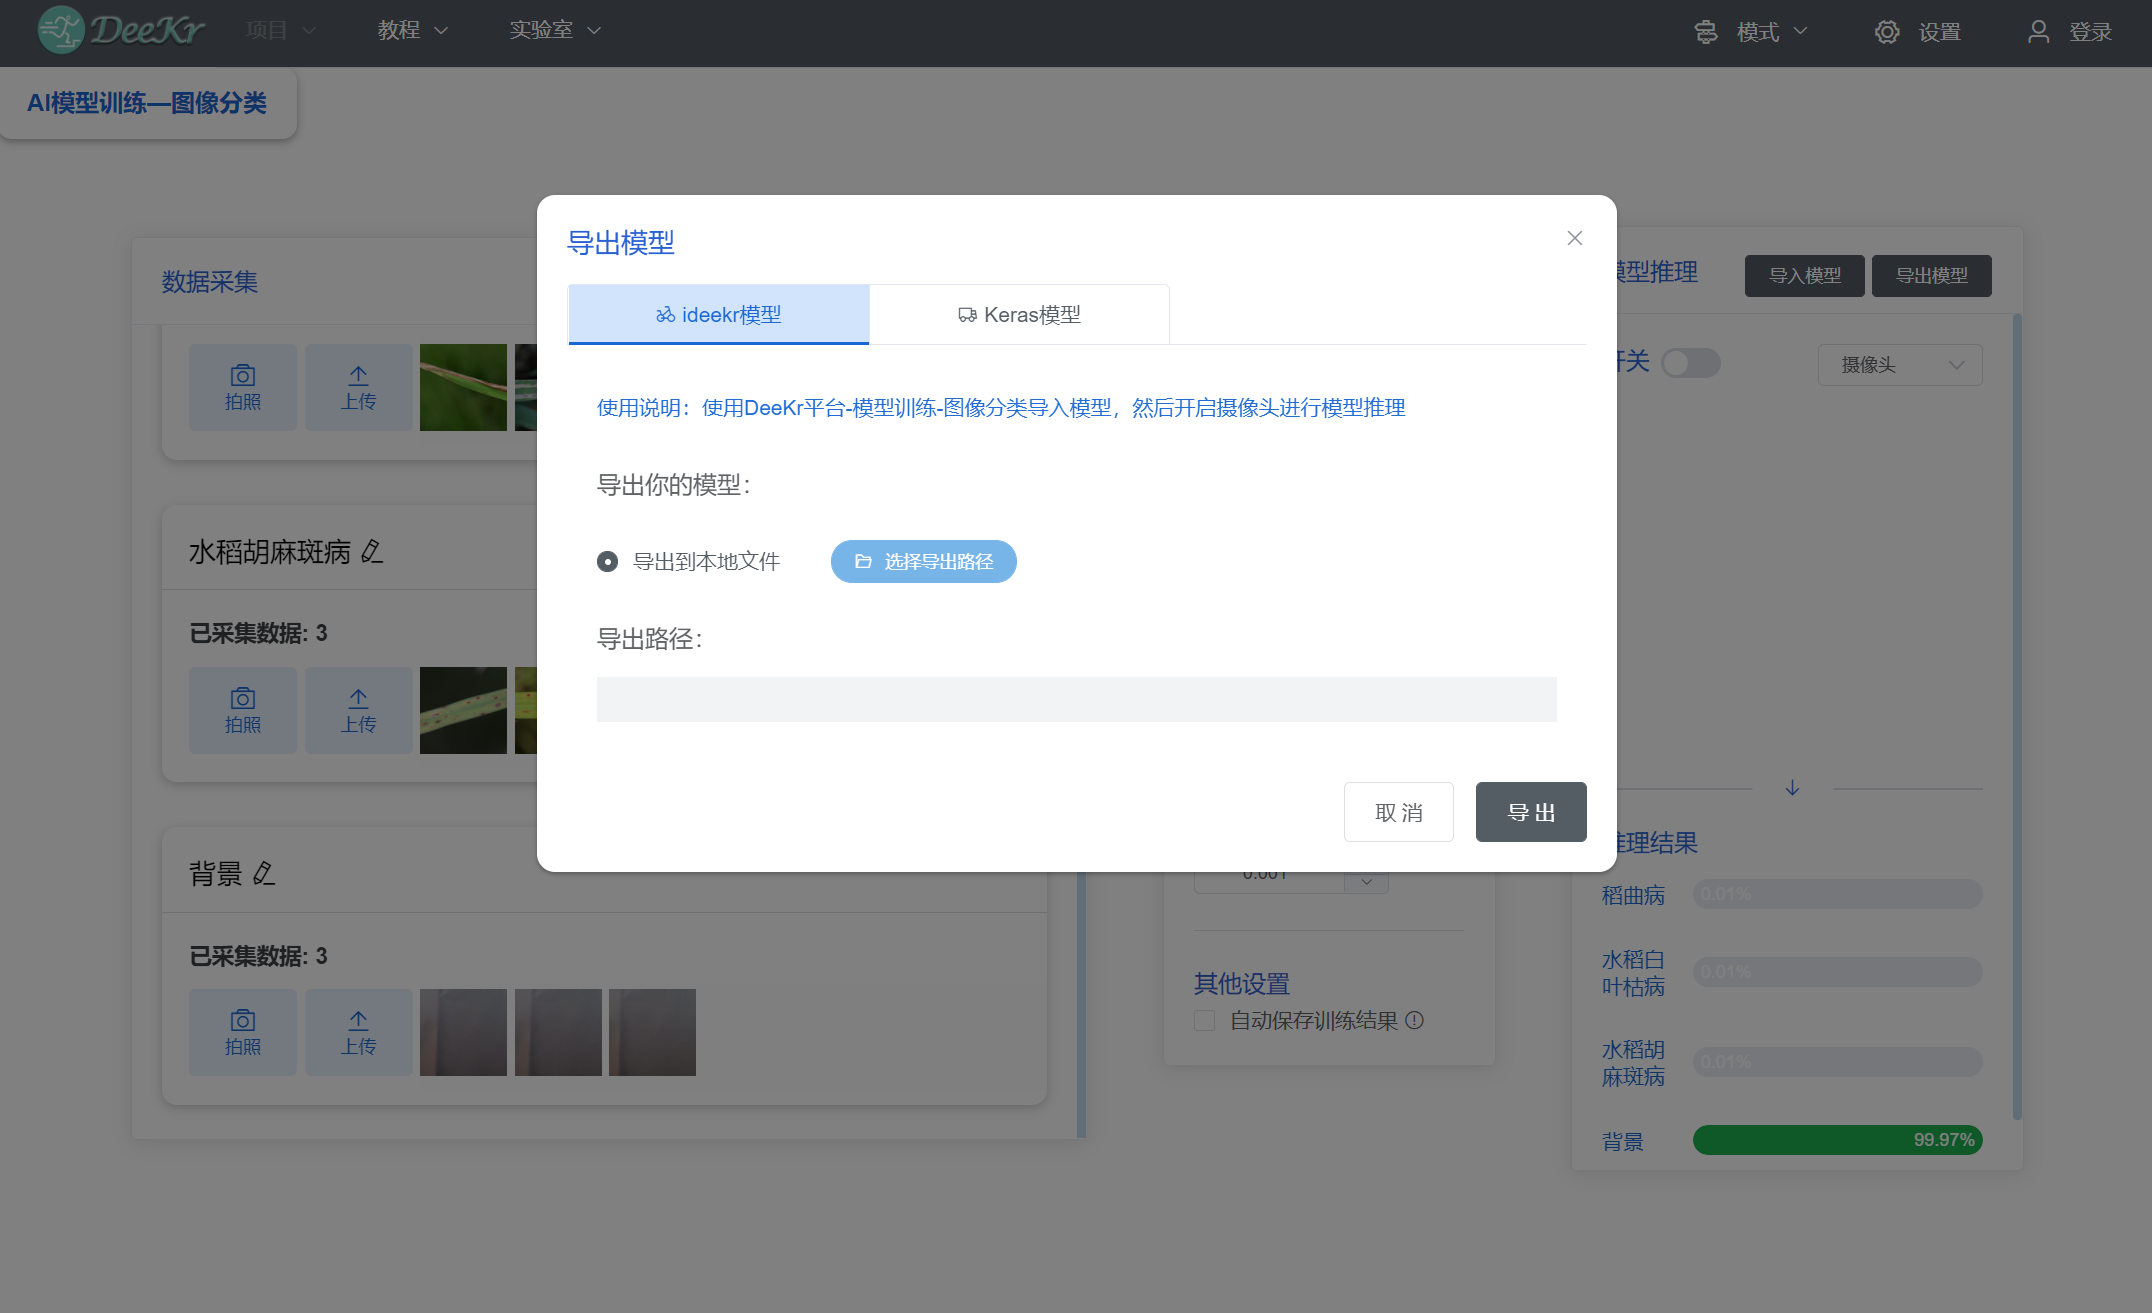 DeeKr
项目
教程
实验室
模式
设置
登录
AI模型训练—图像分类
数据采集
拍照
上传
水稻胡麻斑病
已采集数据: 3
拍照
上传
背景
已采集数据: 3
拍照
上传
导出模型
ideekr模型
Keras模型
使用说明：使用DeeKr平台-模型训练-图像分类导入模型，然后开启摄像头进行模型推理
导出你的模型：
导出到本地文件
选择导出路径
导出路径：
取 消
导 出
0.001
其他设置
自动保存训练结果
模型推理
导入模型
导出模型
开关
摄像头
推理结果
稻曲病
0.01%
水稻白
叶枯病
0.01%
水稻胡
麻斑病
0.01%
背景
99.97%